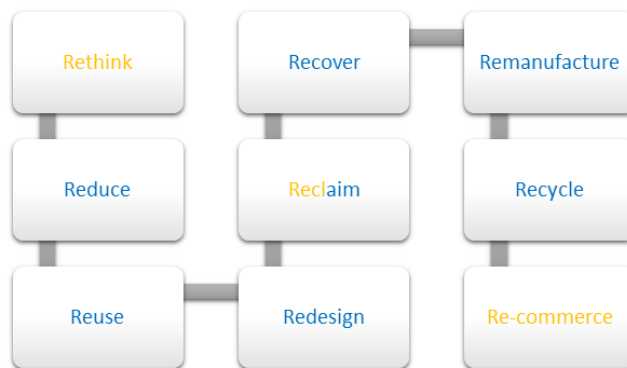 Rethink
Reduce
Reuse
Redesign
Reclaim
Recover
Remanufacture
Recycle
Re-commerce